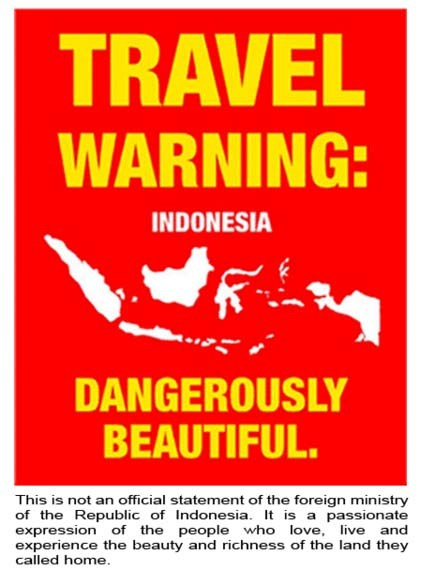 TRAVEL
WARNING:
INDONESIA
DANGEROUSLY
BEAUTIFUL.
This is not an official statement of the foreign ministry
of the Republic of Indonesia. It is a passionate
expression of the people who love, live and
experience the beauty and richness of the land they
called home.